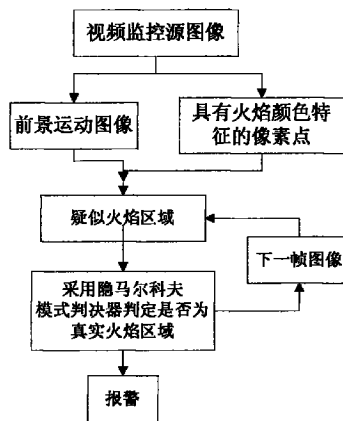 视频监控源图像
前景运动图像
具有火焰颜色特
征的像素点
疑似火焰区域
下一帧图像
采用隐马尔科夫
模式判决器判定是否为
真实火焰区域
报警